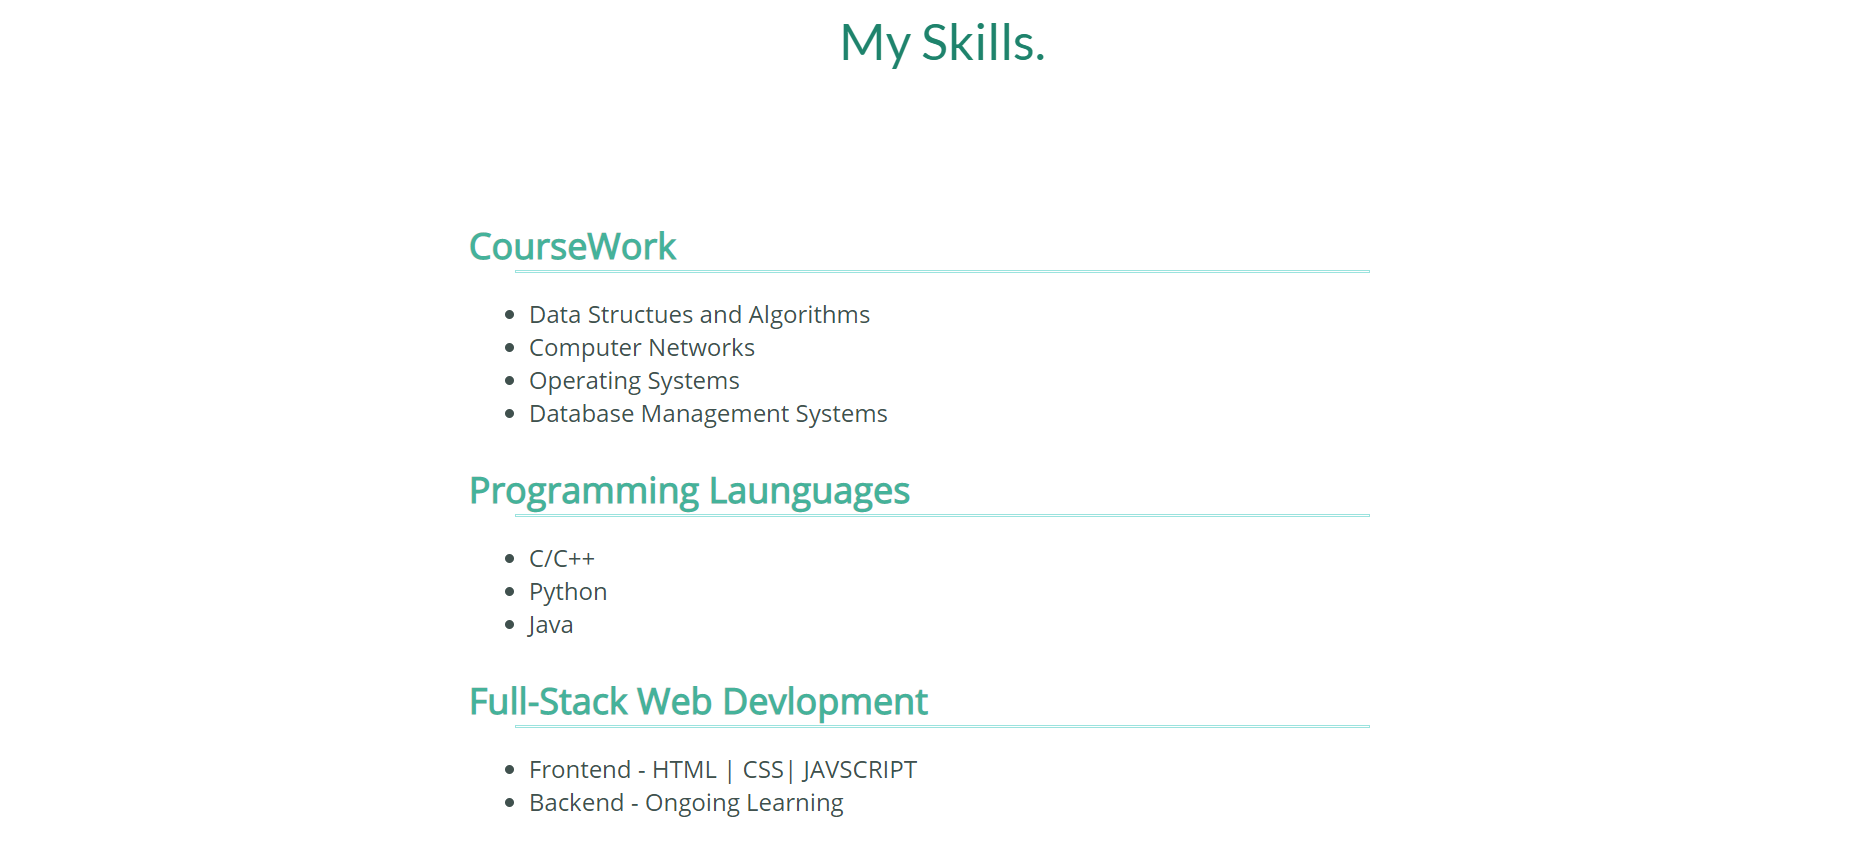 My Skills.
CourseWork
Data Structues and Algorithms
Computer Networks
Operating Systems
Database Management Systems
Programming Launguages
C/C++
Python
Java
Full-Stack Web Devlopment
Frontend - HTML | CSS| JAVSCRIPT
Backend - Ongoing Learning